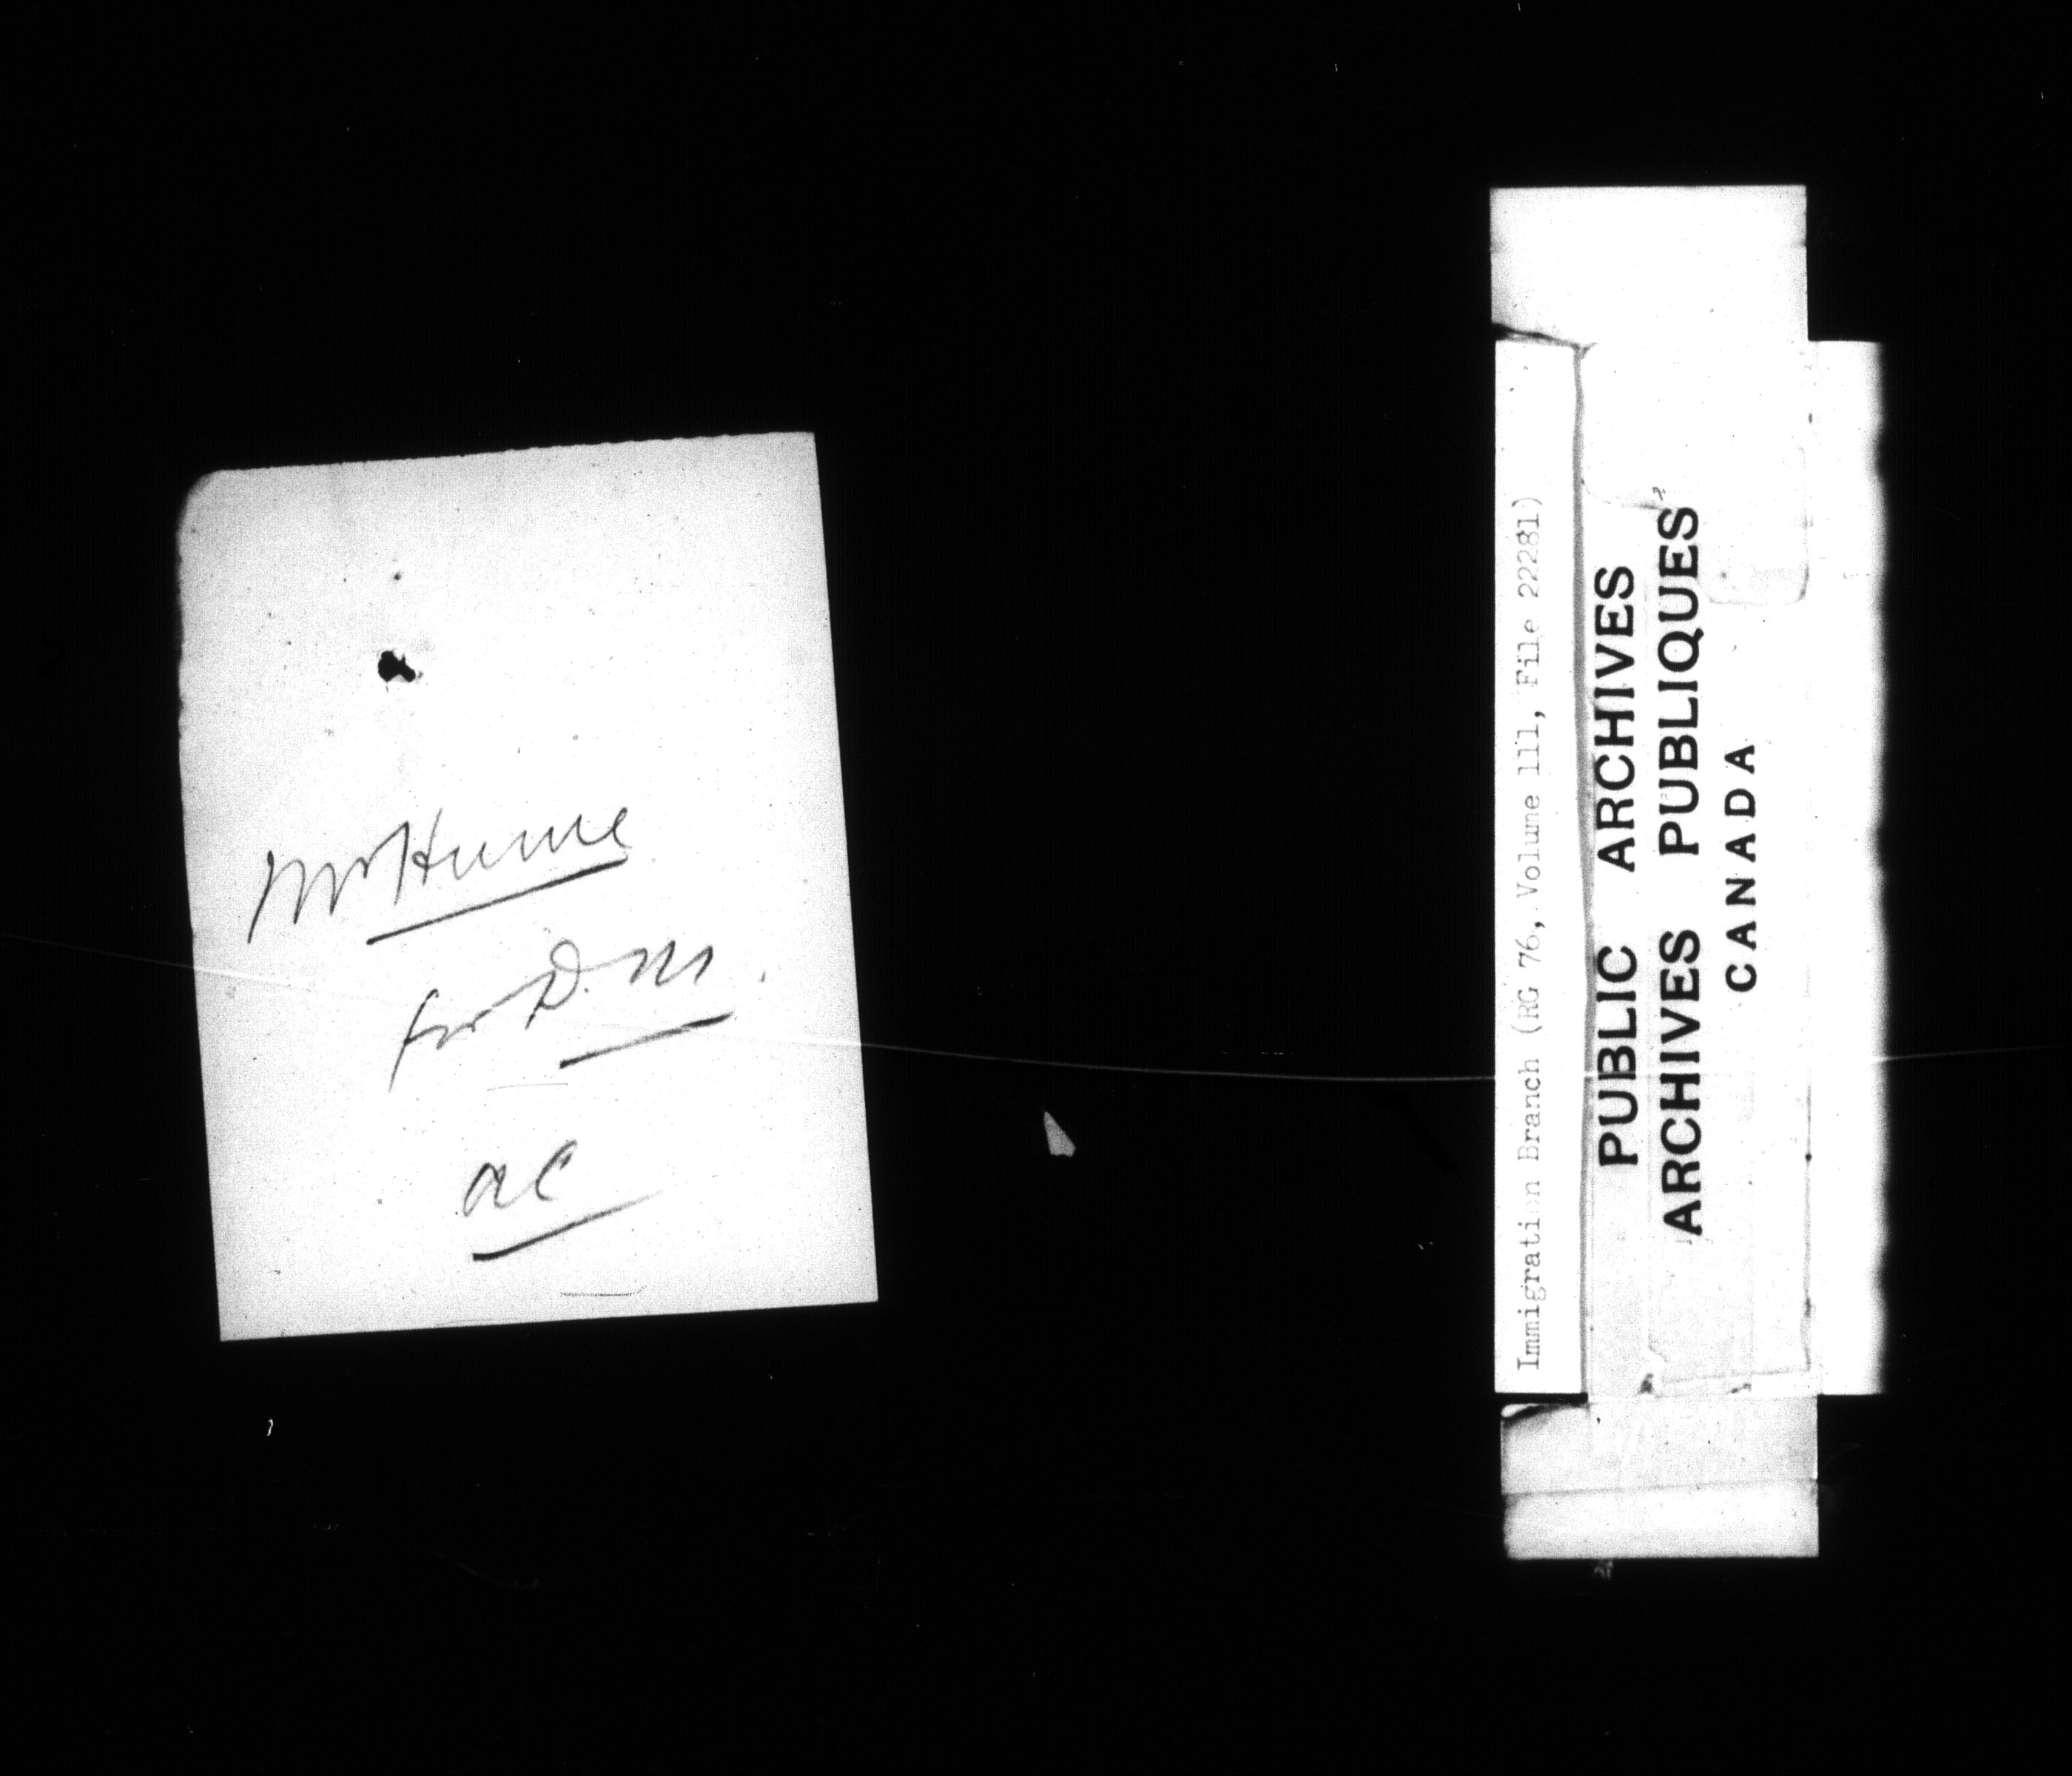 Mr Hume
for D.M.
ac
Immigration Branch (RG 76, Volume 111, File 22281)
PUBLIC ARCHIVES
ARCHIVES PUBLIQUES
CANADA